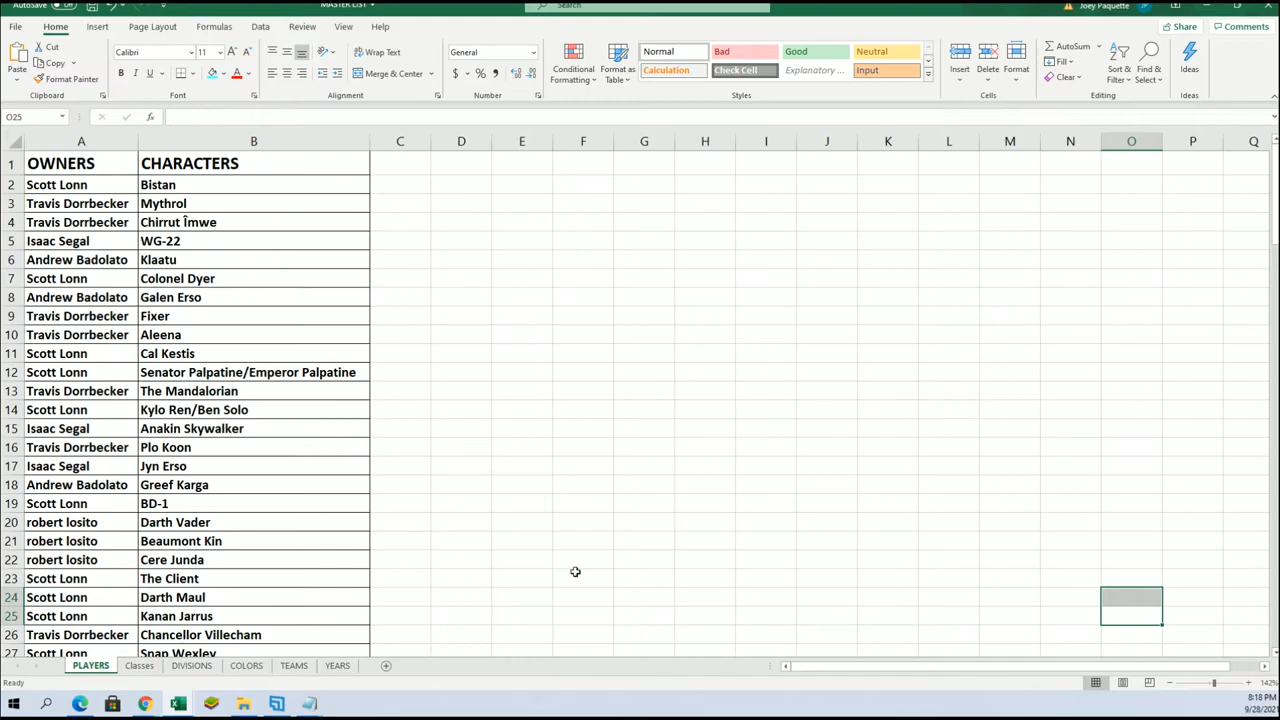 AutoSave Off MASTER LIST Search Joey Paquette
File Home Insert Page Layout Formulas Data Review View Help Share Comments
Cut Calibri 11 Wrap Text General Normal Bad Good Neutral AutoSum
Copy Fill
Paste Format Painter Merge & Center Conditional Formatting Format as Table Calculation Check Cell Explanatory ... Input Insert Delete Format Clear Sort & Filter Find & Select Ideas
Clipboard Font Alignment Number Styles Cells Editing Ideas
O25
A B C D E F G H I J K L M N O P Q
1 OWNERS CHARACTERS
2 Scott Lonn Bistan
3 Travis Dorrbecker Mythrol
4 Travis Dorrbecker Chirrut Îmwe
5 Isaac Segal WG-22
6 Andrew Badolato Klaatu
7 Scott Lonn Colonel Dyer
8 Andrew Badolato Galen Erso
9 Travis Dorrbecker Fixer
10 Travis Dorrbecker Aleena
11 Scott Lonn Cal Kestis
12 Scott Lonn Senator Palpatine/Emperor Palpatine
13 Travis Dorrbecker The Mandalorian
14 Scott Lonn Kylo Ren/Ben Solo
15 Isaac Segal Anakin Skywalker
16 Travis Dorrbecker Plo Koon
17 Isaac Segal Jyn Erso
18 Andrew Badolato Greef Karga
19 Scott Lonn BD-1
20 robert losito Darth Vader
21 robert losito Beaumont Kin
22 robert losito Cere Junda
23 Scott Lonn The Client
24 Scott Lonn Darth Maul
25 Scott Lonn Kanan Jarrus
26 Travis Dorrbecker Chancellor Villecham
27 Scott Lonn Snap Wexley
PLAYERS Classes DIVISIONS COLORS TEAMS YEARS
Ready 142%
8:18 PM
9/28/2021